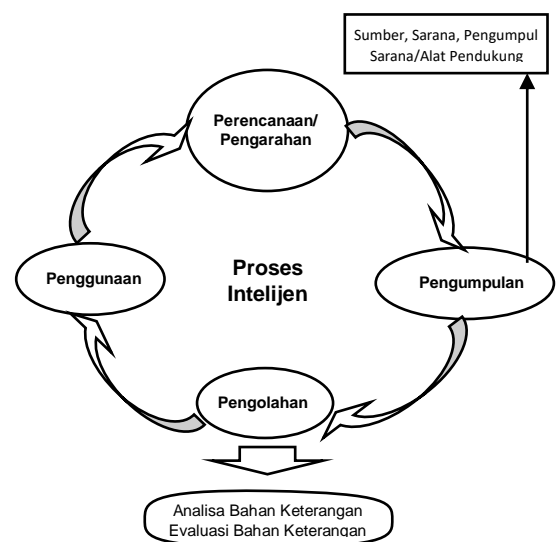 Sumber, Sarana, Pengumpul
Sarana/Alat Pendukung
Perencanaan/
Pengarahan
Penggunaan
Proses
Intelijen
Pengumpulan
Pengolahan
Analisa Bahan Keterangan
Evaluasi Bahan Keterangan